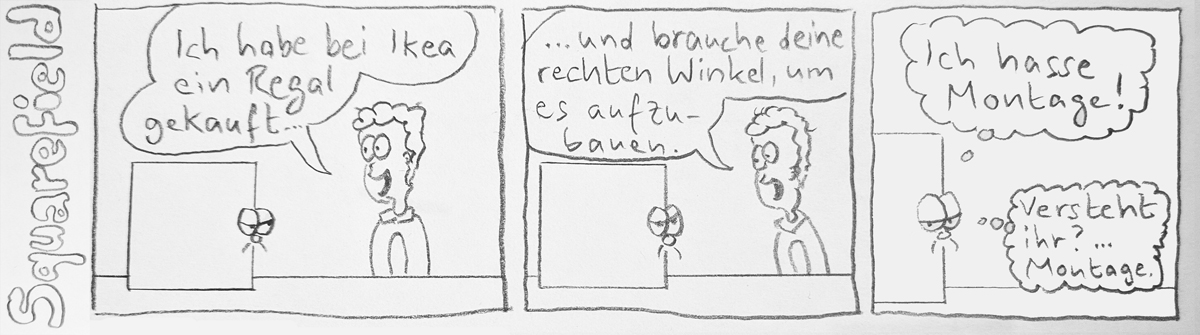 Squarefield
Ich habe bei Ikea
ein Regal
gekauft...
...und brauche deine
rechten Winkel, um
es aufzu-
bauen.
Ich hasse
Montage!
Versteht
ihr?...
Montage.